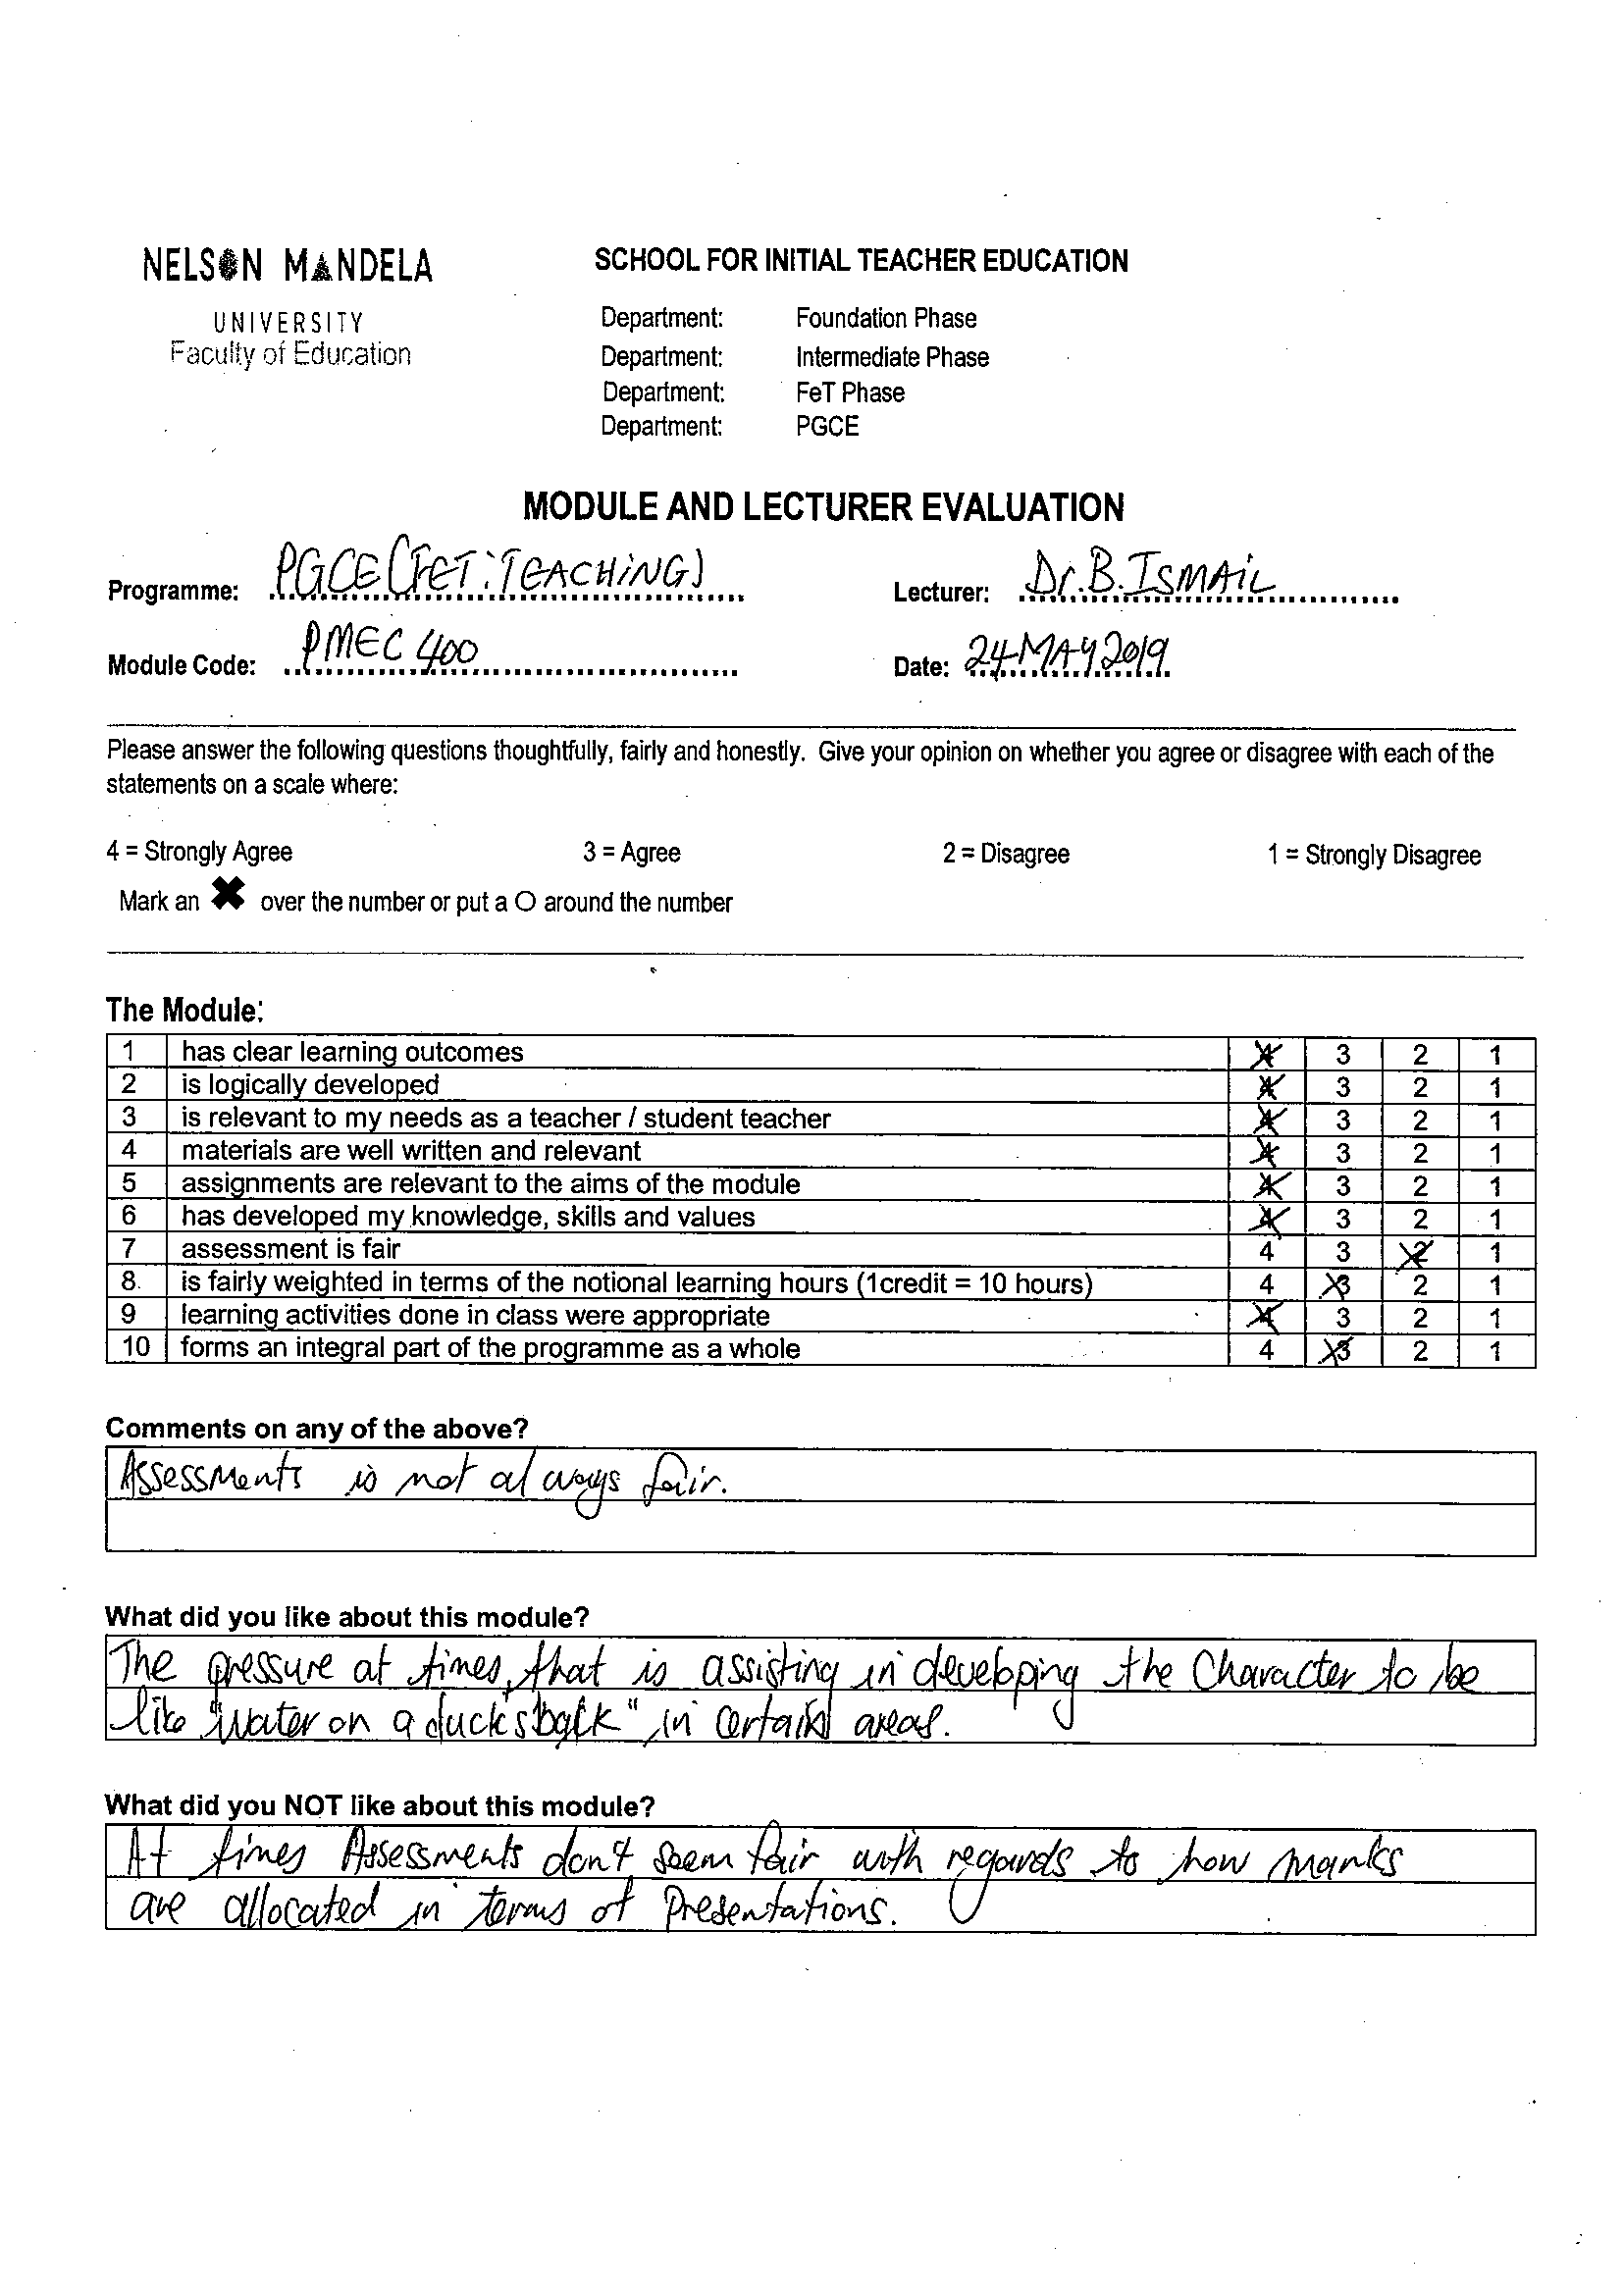 NELSON MANDELA
UNIVERSITY
Faculty of Education
SCHOOL FOR INITIAL TEACHER EDUCATION
Department: Foundation Phase
Department: Intermediate Phase
Department: FeT Phase
Department: PGCE
MODULE AND LECTURER EVALUATION
Programme: PGCE (FET: TEACHING)
Lecturer: Dr. B. ISMAIL
Module Code: PMEC 400
Date: 24 MAY 2019
Please answer the following questions thoughtfully, fairly and honestly. Give your opinion on whether you agree or disagree with each of the
statements on a scale where:
4 = Strongly Agree 3 = Agree 2 = Disagree 1 = Strongly Disagree
Mark an ✖ over the number or put a O around the number
The Module:
1 has clear learning outcomes 4 3 2 1
2 is logically developed 4 3 2 1
3 is relevant to my needs as a teacher / student teacher 4 3 2 1
4 materials are well written and relevant 4 3 2 1
5 assignments are relevant to the aims of the module 4 3 2 1
6 has developed my knowledge, skills and values 4 3 2 1
7 assessment is fair 4 3 2 1
8. is fairly weighted in terms of the notional learning hours (1credit = 10 hours) 4 3 2 1
9 learning activities done in class were appropriate 4 3 2 1
10 forms an integral part of the programme as a whole 4 3 2 1
Comments on any of the above?
Assessments is not always fair.
What did you like about this module?
The pressure at times, that is assisting in developing the Character to be
like "water on a duck's back" in certain areas.
What did you NOT like about this module?
At times Assessments don't seem fair with regards to how marks
are allocated in terms of Presentations.